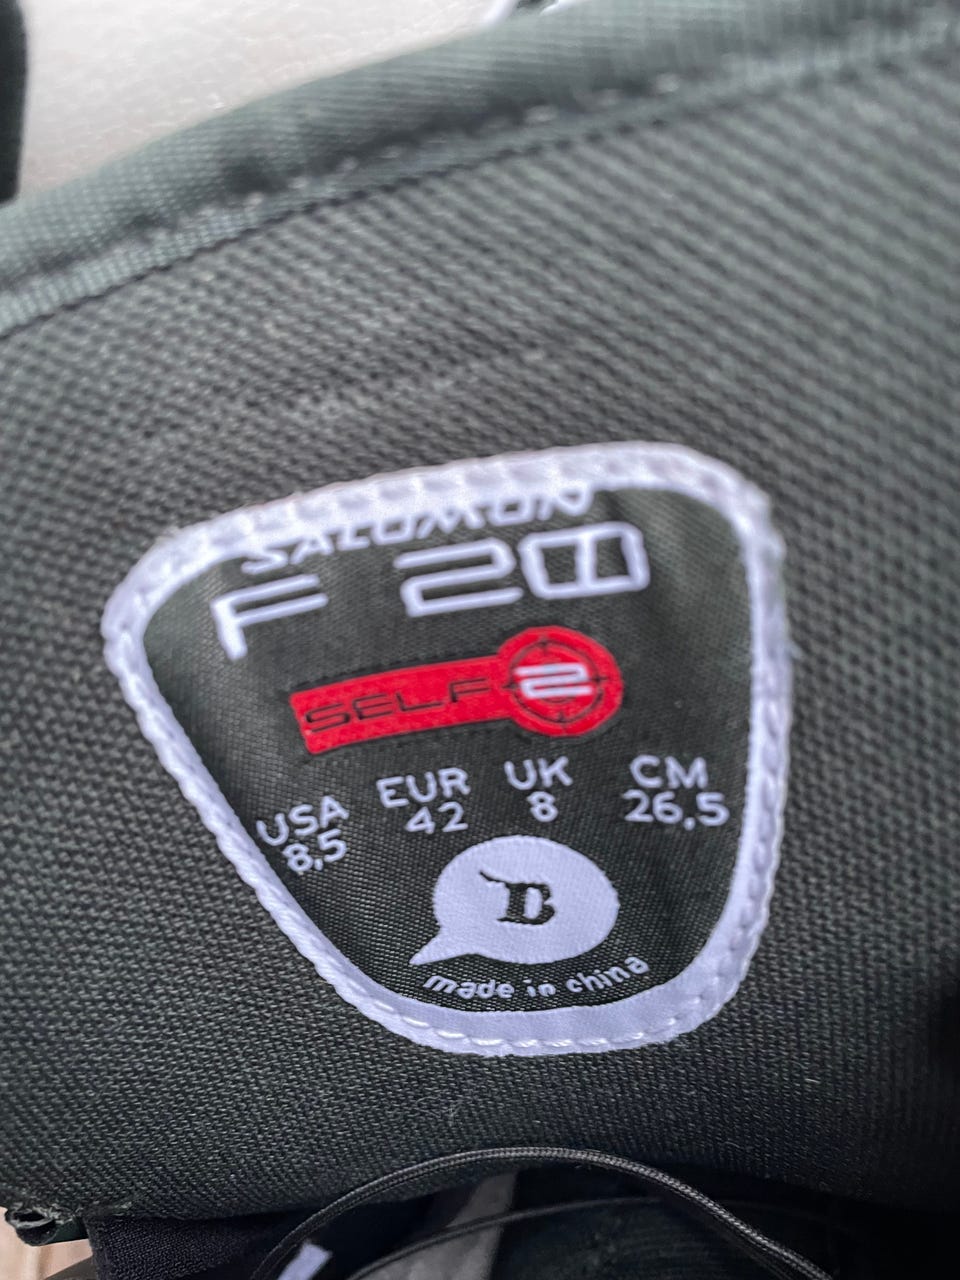 SALOMON
F 20
SELF 2
USA EUR UK CM
8,5 42 8 26,5
B
made in china